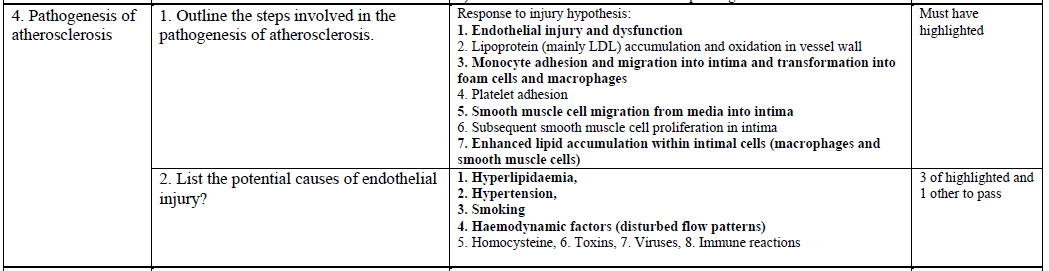 4. Pathogenesis of
atherosclerosis
1. Outline the steps involved in the
pathogenesis of atherosclerosis.
Response to injury hypothesis:
1. Endothelial injury and dysfunction
2. Lipoprotein (mainly LDL) accumulation and oxidation in vessel wall
3. Monocyte adhesion and migration into intima and transformation into
foam cells and macrophages
4. Platelet adhesion
5. Smooth muscle cell migration from media into intima
6. Subsequent smooth muscle cell proliferation in intima
7. Enhanced lipid accumulation within intimal cells (macrophages and
smooth muscle cells)
Must have
highlighted
2. List the potential causes of endothelial
injury?
1. Hyperlipidaemia,
2. Hypertension,
3. Smoking
4. Haemodynamic factors (disturbed flow patterns)
5. Homocysteine, 6. Toxins, 7. Viruses, 8. Immune reactions
3 of highlighted and
1 other to pass